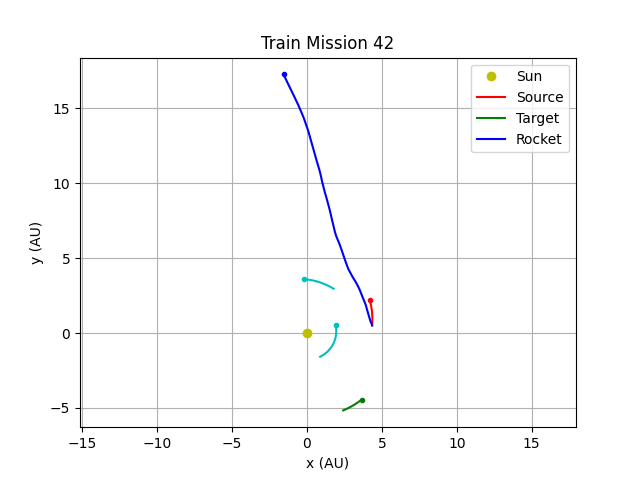 Train Mission 42
Sun
Source
Target
Rocket
y (AU)
15
10
5
0
−5
−15
−10
−5
0
5
10
15
x (AU)